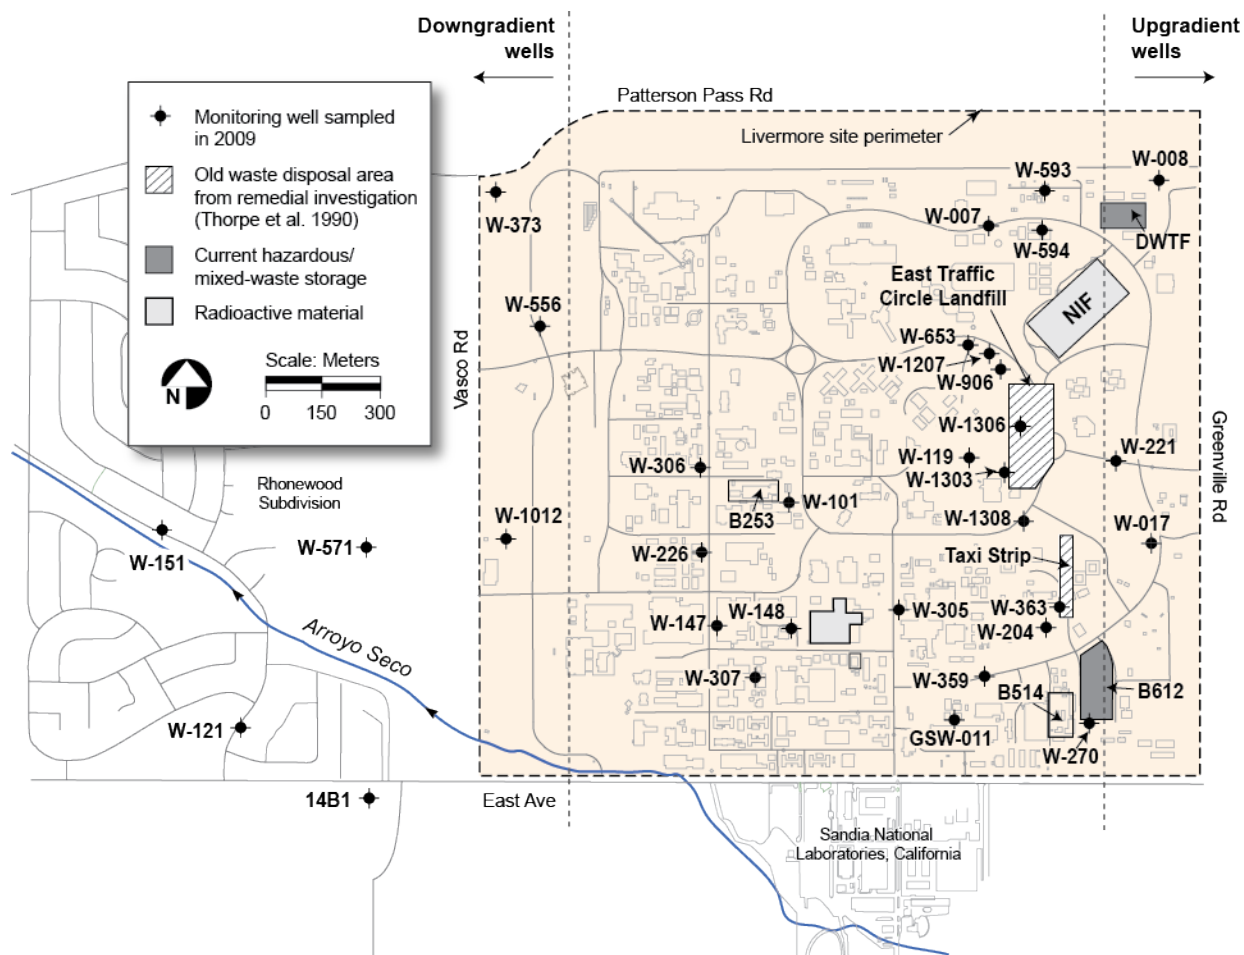 Downgradient
wells
Upgradient
wells
Patterson Pass Rd
Livermore site perimeter
Monitoring well sampled
in 2009
Old waste disposal area
from remedial investigation
(Thorpe et al. 1990)
Current hazardous/
mixed-waste storage
Radioactive material
N
Scale: Meters
0 150 300
W-008
W-593
W-373
W-007
W-594
DWTF
East Traffic
Circle Landfill
NIF
W-556
W-653
W-1207
W-906
Vasco Rd
Greenville Rd
W-1306
W-306
W-119
W-221
W-1303
Rhonewood
Subdivision
B253
W-101
W-1012
W-1308
W-017
W-151
W-571
W-226
Taxi Strip
Arroyo Seco
W-147
W-148
W-305
W-363
W-204
W-307
W-359
B514
B612
W-121
GSW-011
W-270
14B1
East Ave
Sandia National
Laboratories, California